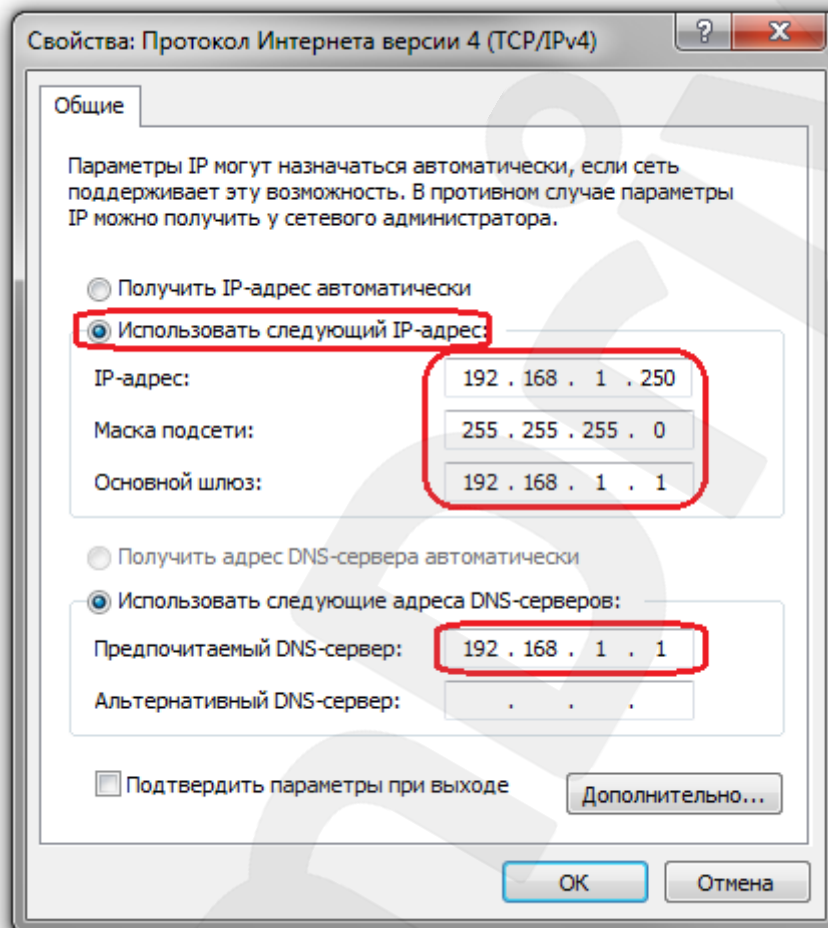 Свойства: Протокол Интернета версии 4 (TCP/IPv4)
?
Общие
Параметры IP могут назначаться автоматически, если сеть
поддерживает эту возможность. В противном случае параметры
IP можно получить у сетевого администратора.
Получить IP-адрес автоматически
Использовать следующий IP-адрес:
IP-адрес: 192 . 168 . 1 . 250
Маска подсети: 255 . 255 . 255 . 0
Основной шлюз: 192 . 168 . 1 . 1
Получить адрес DNS-сервера автоматически
Использовать следующие адреса DNS-серверов:
Предпочитаемый DNS-сервер: 192 . 168 . 1 . 1
Альтернативный DNS-сервер: . . .
Подтвердить параметры при выходе
Дополнительно...
OK Отмена